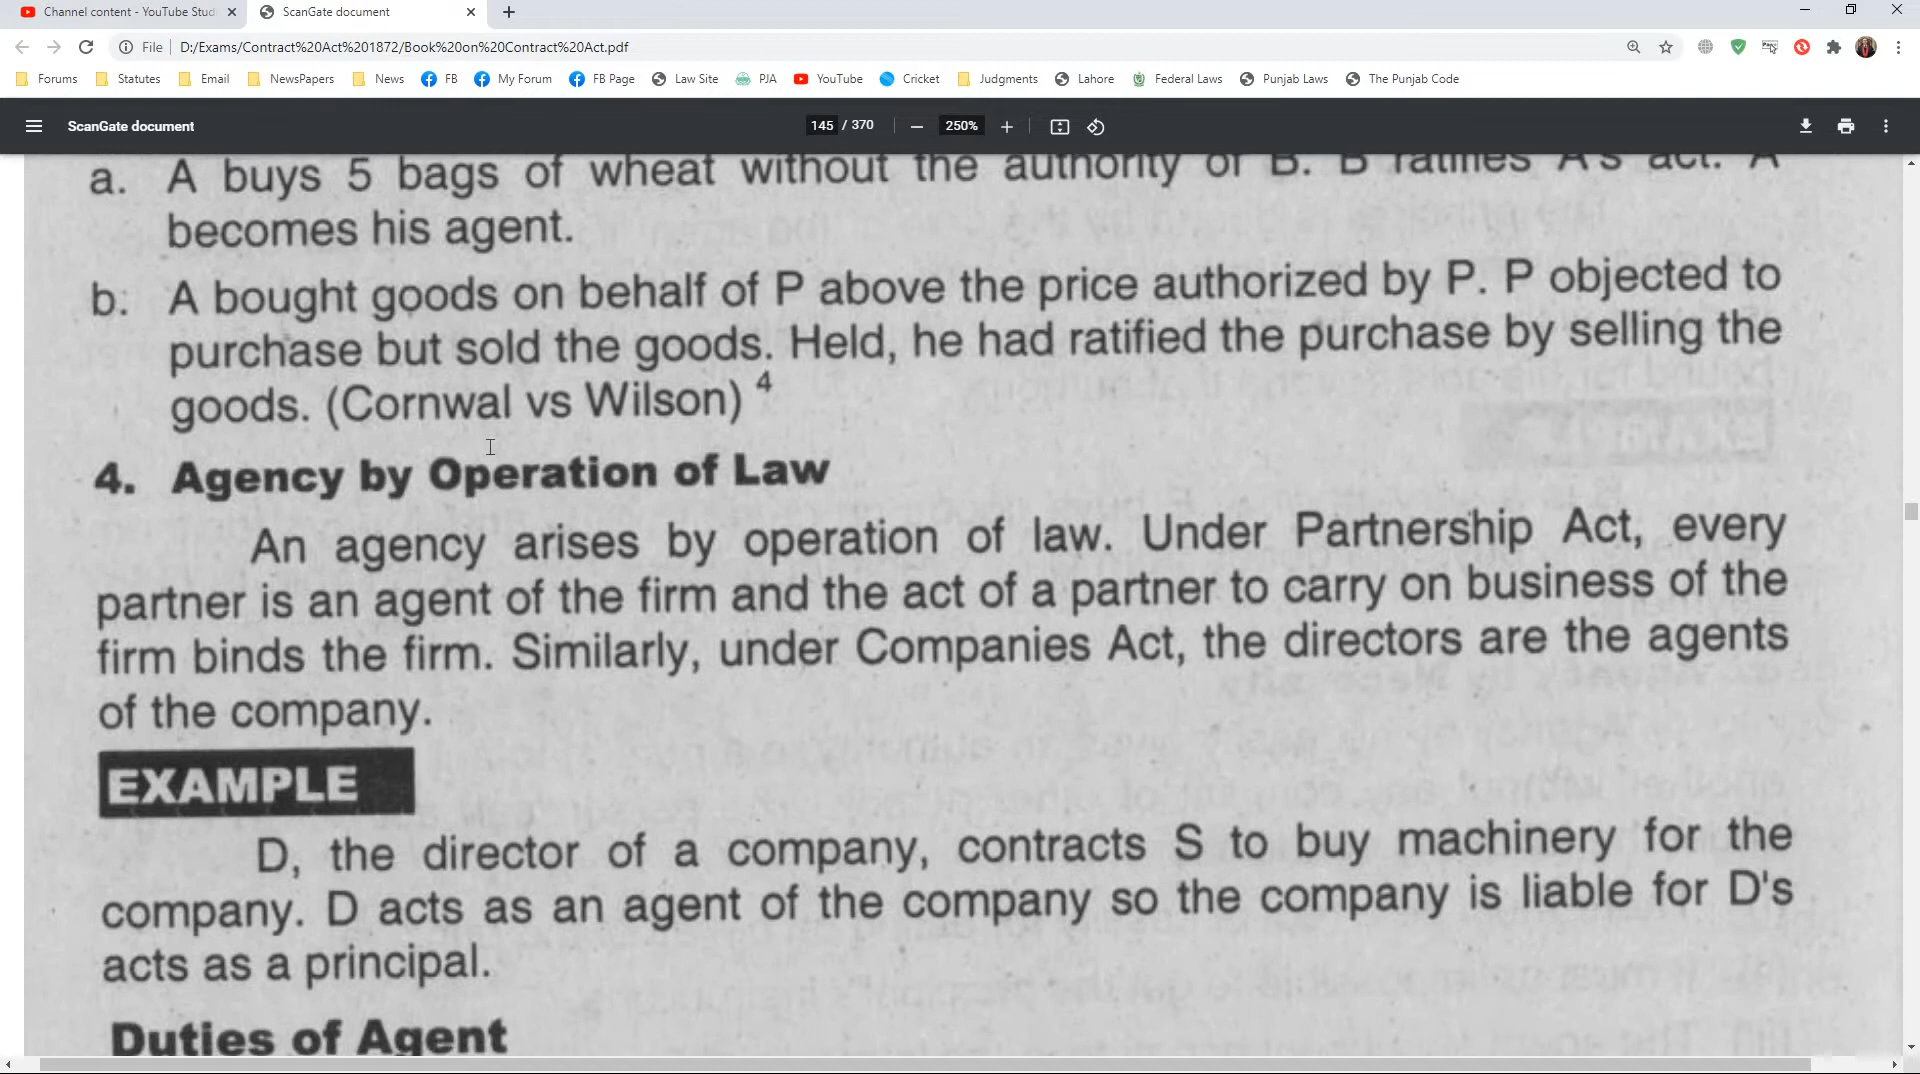 Channel content - YouTube Stud
ScanGate document
File
D:/Exams/Contract%20Act%201872/Book%20on%20Contract%20Act.pdf
Forums
Statutes
Email
NewsPapers
News
FB
My Forum
FB Page
Law Site
PJA
YouTube
Cricket
Judgments
Lahore
Federal Laws
Punjab Laws
The Punjab Code
ScanGate document
145 / 370
250%
a. A buys 5 bags of wheat without the authority of B. B ratifies A's act. A
becomes his agent.
b. A bought goods on behalf of P above the price authorized by P. P objected to
purchase but sold the goods. Held, he had ratified the purchase by selling the
goods. (Cornwal vs Wilson) 4
4. Agency by Operation of Law
An agency arises by operation of law. Under Partnership Act, every
partner is an agent of the firm and the act of a partner to carry on business of the
firm binds the firm. Similarly, under Companies Act, the directors are the agents
of the company.
EXAMPLE
D, the director of a company, contracts S to buy machinery for the
company. D acts as an agent of the company so the company is liable for D's
acts as a principal.
Duties of Agent